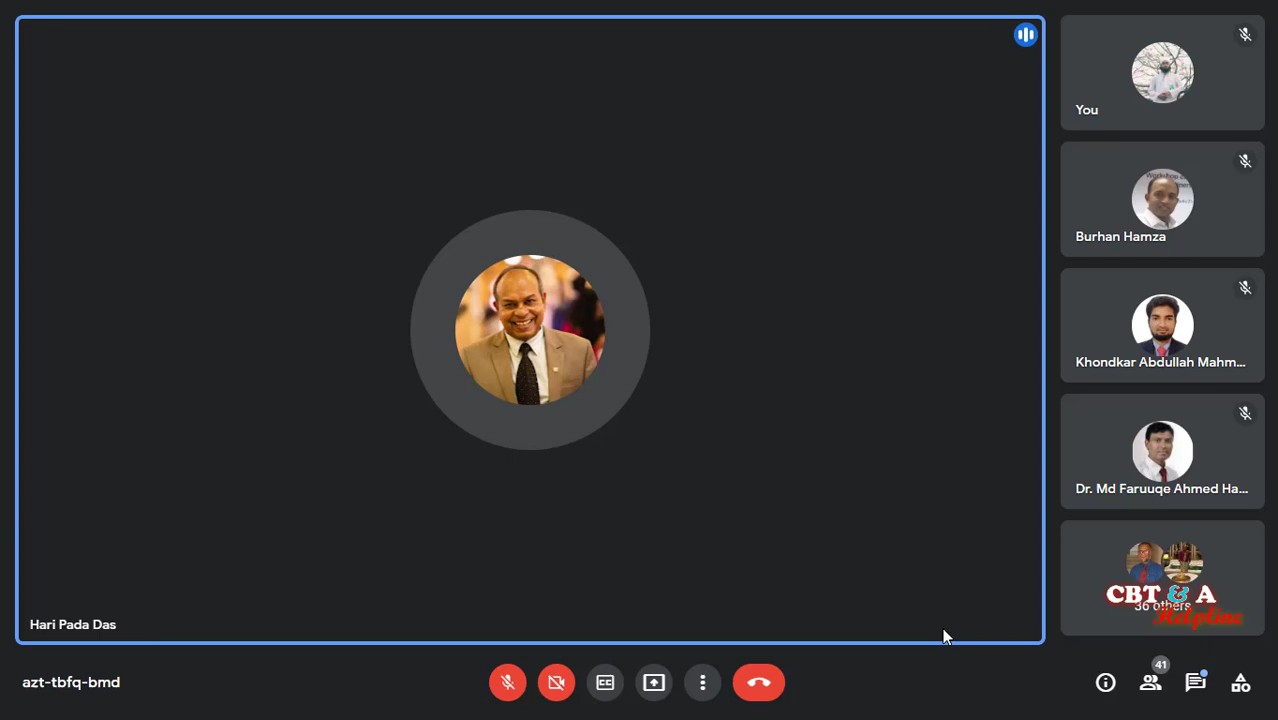 You
Burhan Hamza
Khondkar Abdullah Mahm...
Dr. Md Faruuqe Ahmed Ha...
CBT & A
36 others
Helpline
Hari Pada Das
azt-tbfq-bmd
CC
41